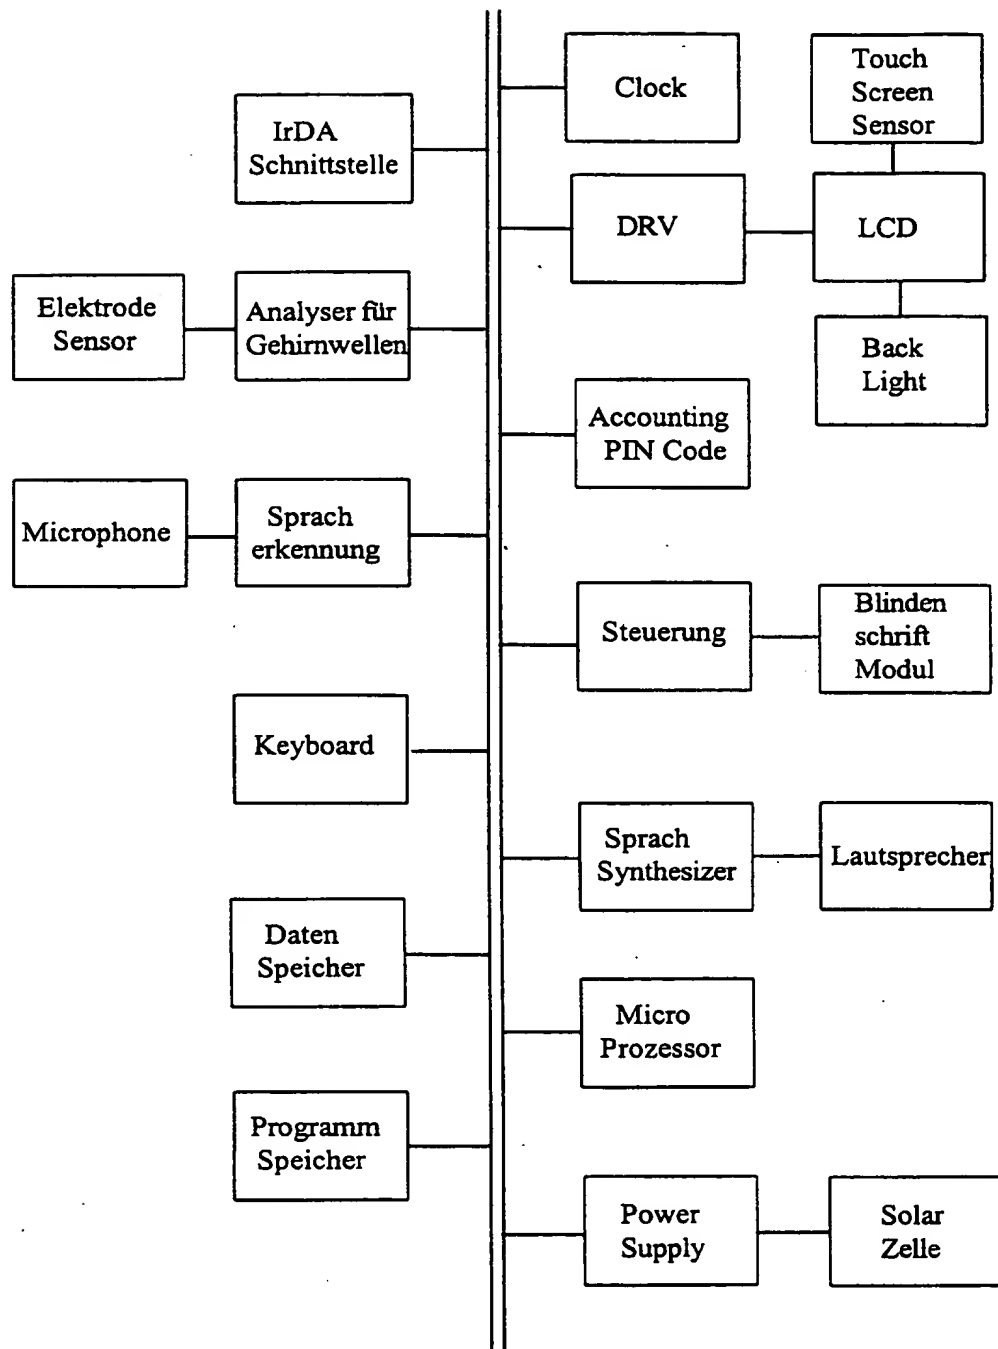 Clock
Touch
Screen
Sensor
IrDA
Schnittstelle
DRV
LCD
Elektrode
Sensor
Analyser für
Gehirnwellen
Back
Light
Accounting
PIN Code
Microphone
Sprach
erkennung
Steuerung
Blinden
schrift
Modul
Keyboard
Sprach
Synthesizer
Lautsprecher
Daten
Speicher
Micro
Prozessor
Programm
Speicher
Power
Supply
Solar
Zelle